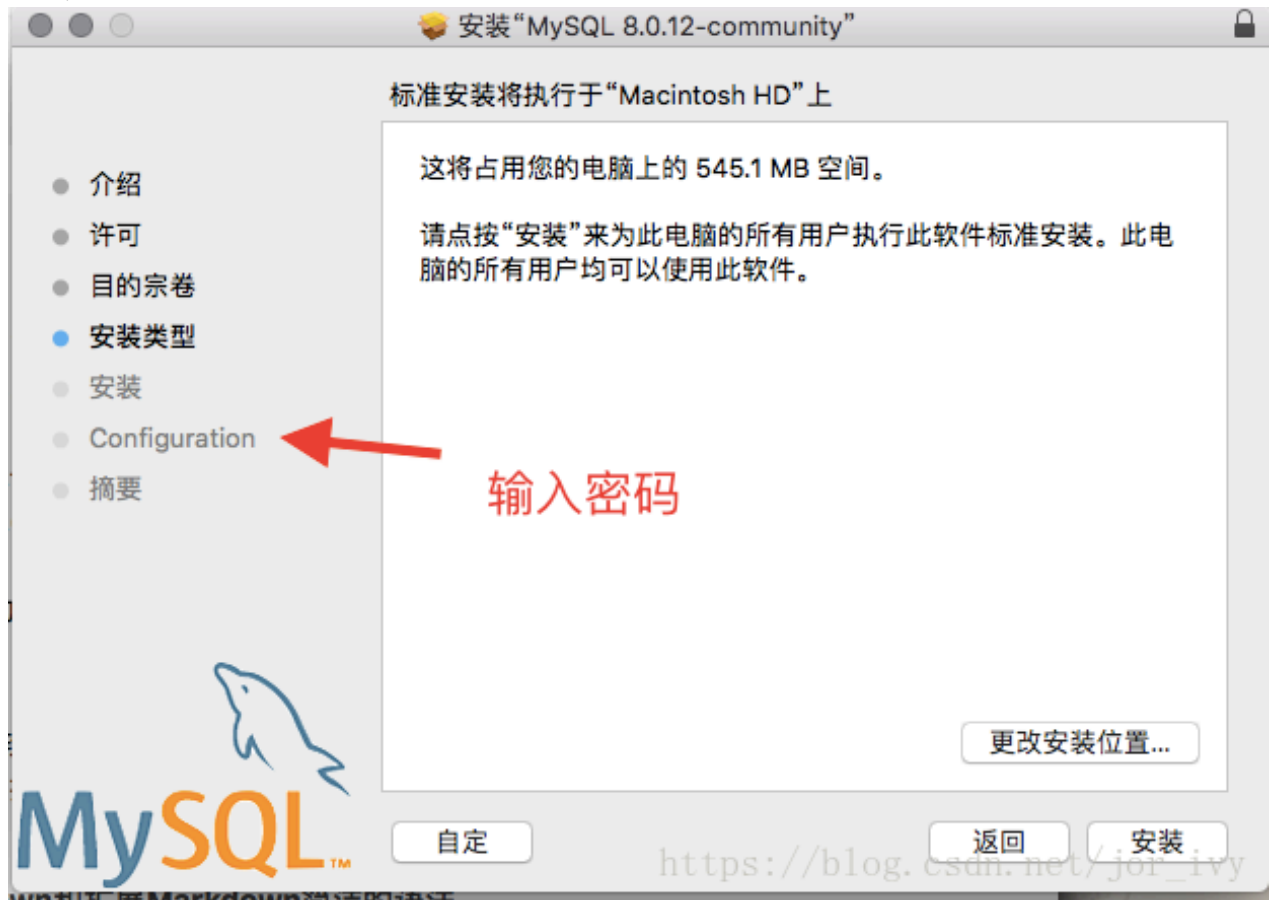 安装“MySQL 8.0.12-community”
标准安装将执行于“Macintosh HD”上
介绍
许可
目的宗卷
安装类型
安装
Configuration
摘要
这将占用您的电脑上的 545.1 MB 空间。
请点按“安装”来为此电脑的所有用户执行此软件标准安装。此电
脑的所有用户均可以使用此软件。
输入密码
更改安装位置...
MySQL™
自定
返回
安装
https://blog.csdn.net/jor_ivy